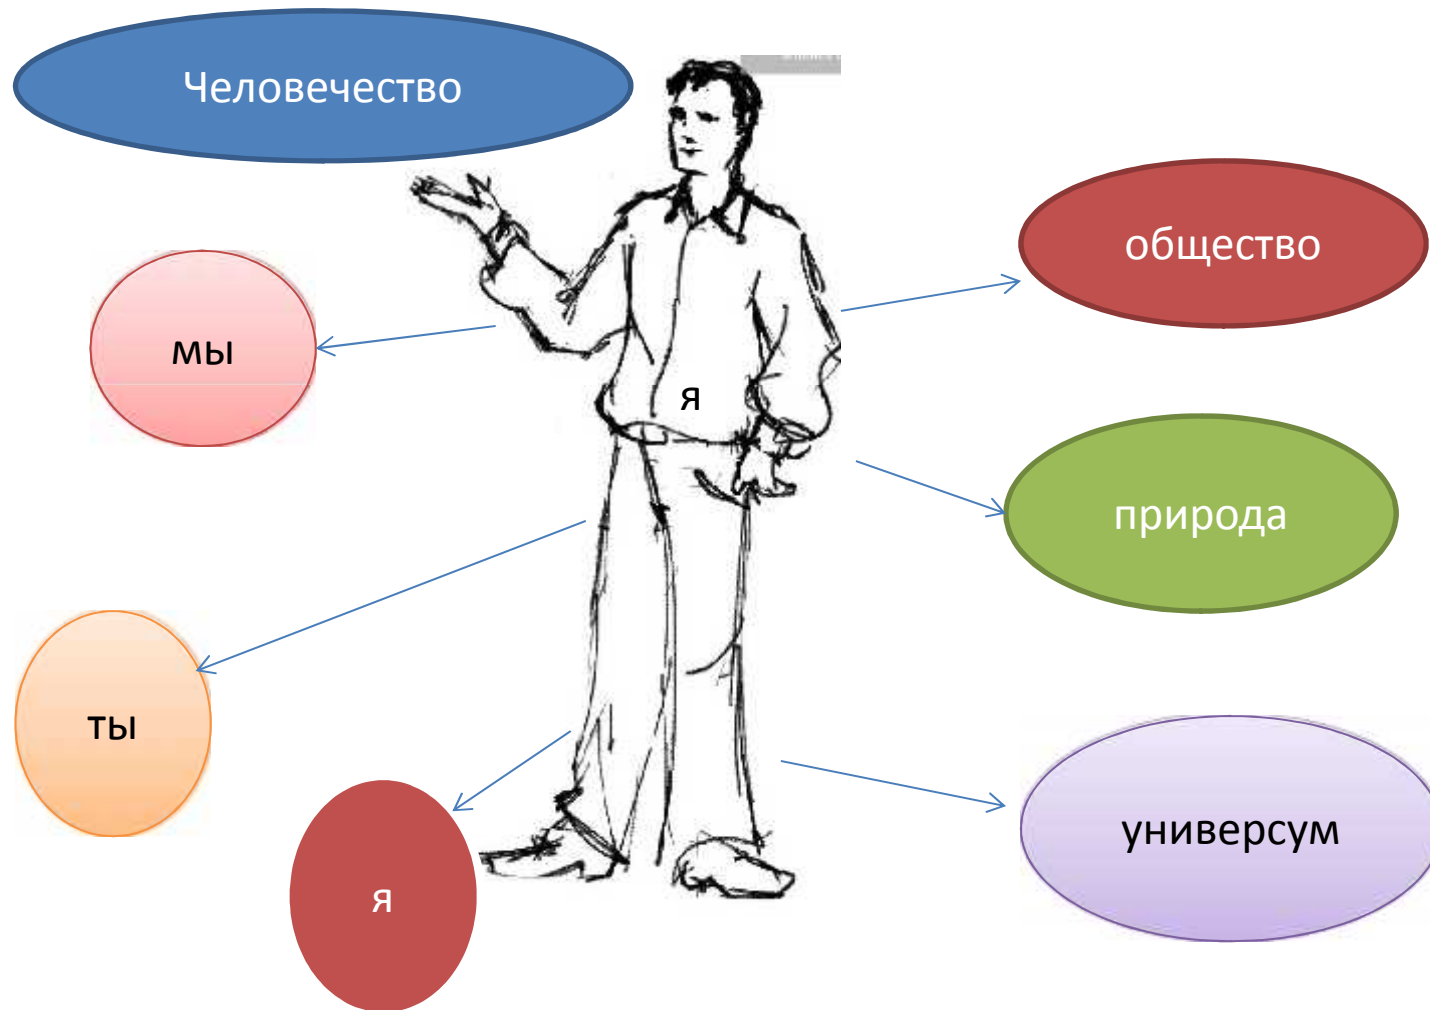 Человечество
общество
мы
я
природа
ты
универсум
я